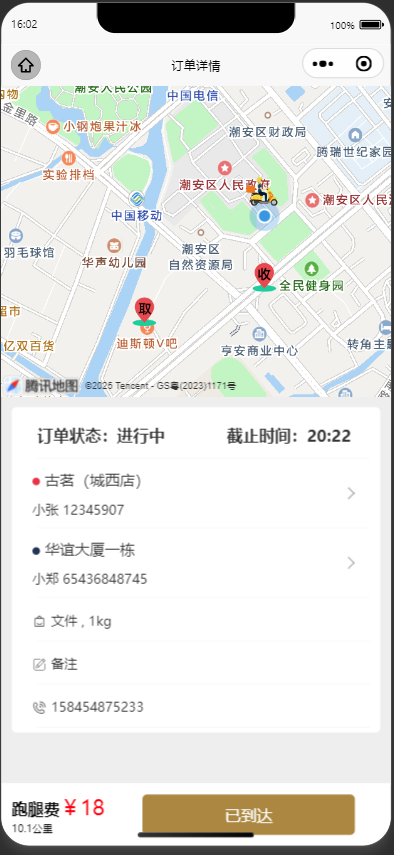 16:02
100%
订单详情
潮安人民公园
中国电信
购物
金里路
小钢炮果汁冰
潮安区财政局
腾瑞世纪家园
实验排档
潮安区人民政府
潮安区人民法
中国移动
羽毛球馆
华声幼儿园
潮安区
自然资源局
收
全民健身园
取
超市
迪斯顿V吧
亿双百货
亨安商业中心
转角主题
腾讯地图
©2025 Tencent - GS粤(2023)1171号
订单状态：进行中
截止时间：20:22
古茗（城西店）
小张 12345907
华谊大厦一栋
小郑 65436848745
文件 , 1kg
备注
158454875233
跑腿费￥18
10.1公里
已到达